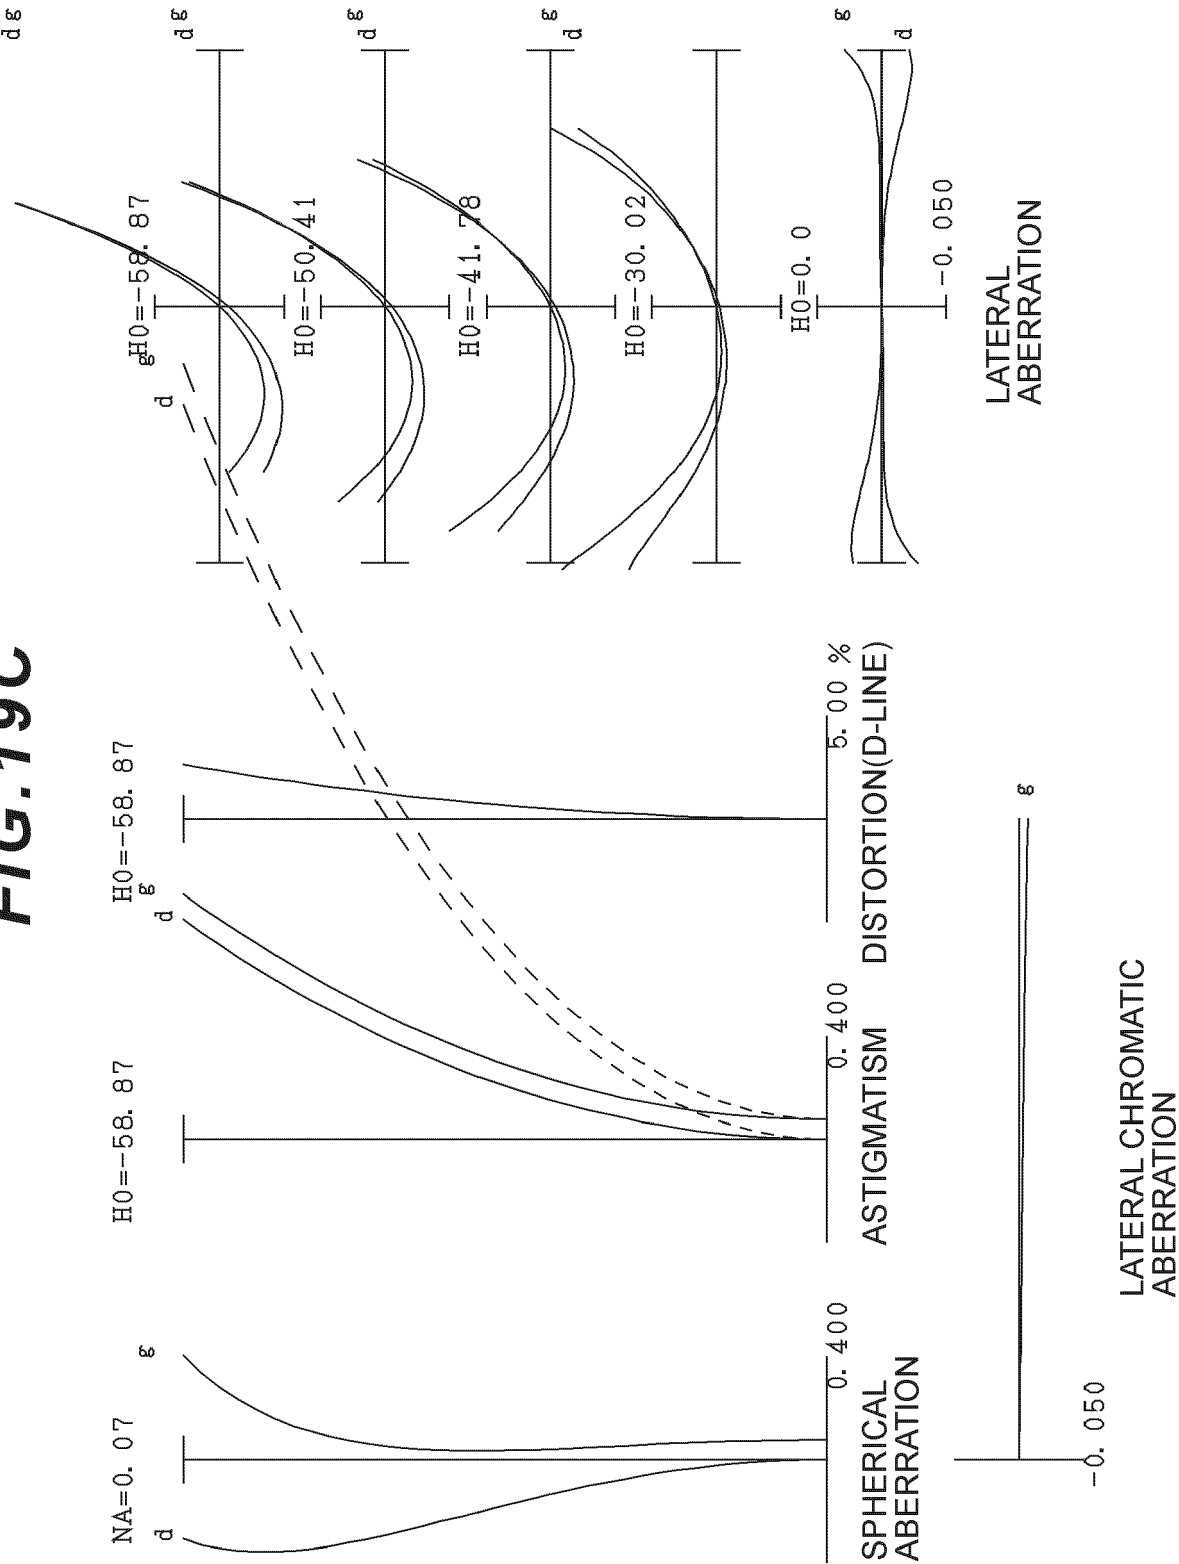 FIG.19C
NA=0.07
d
g
0.400
SPHERICAL
ABERRATION
H0=-58.87
d
g
d
g
0.400
ASTIGMATISM
H0=-58.87
5.00 %
DISTORTION(D-LINE)
-0.050
g
LATERAL CHROMATIC
ABERRATION
H0=-58.87
d g
H0=-50.41
d g
H0=-41.78
d g
H0=-30.02
g
d
H0=0.0
g
d
-0.050
LATERAL
ABERRATION